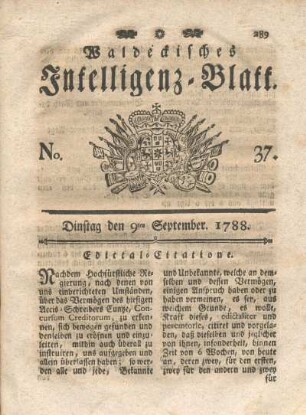 289
Waldeckisches
Intelligenz-Blatt.
No. 37.
Dinstag den 9ten September. 1788.
Edictal-Citatione.
Nachdem Hochfürstliche Re-
gierung, nach denen von
uns unterrichteten Umständen,
über das Vermögen des hiesigen
Accis-Schreibers Cunze, Con-
cursum Creditorum, zu erken-
nen, sich bewogen gefunden und
denselben zu eröfnen und einzu-
leiten, mithin auch überall zu
instruiren, uns aufgegeben und
allein überlassen haben; so wer-
den alle und jede, Bekannte
und Unbekannte, welche an dem-
selben und dessen Vermögen,
einigen Anspruch haben oder zu
haben vermeinen, es sey, aus
welchem Grunde, es wolle,
Kraft dieses, edictaliter und
peremtorie, citiret und vorgela-
den, daß dieselben und jeglicher
von ihnen, insonderheit, binnen
Zeit von 6 Wochen, von heute
an, deren zwey, für den ersten,
zwey für den andern und zwey
für